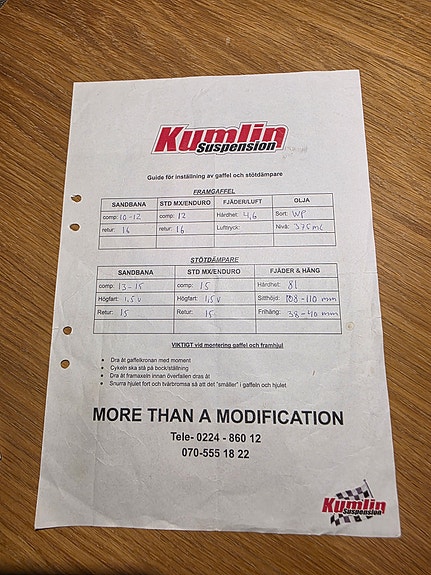 Kumlin
Suspension
Guide för inställning av gaffel och stötdämpare
FRAMGAFFEL
SANDBANA STD MX/ENDURO FJÄDER/LUFT OLJA
comp: 10-12 comp: 12 Hårdhet: 4,6 Sort: WP
retur: 16 retur: 16 Lufttryck: Nivå: 375 ml
STÖTDÄMPARE
SANDBANA STD MX/ENDURO FJÄDER & HÄNG
comp: 13-15 comp: 15 Hårdhet: 81
Högfart: 1,5 v Högfart: 1,5 v Sitthöjd: 108-110 mm
Retur: 15 Retur: 15 Frihäng: 38-40 mm
VIKTIGT vid montering gaffel och framhjul
• Dra åt gaffelkronan med moment
• Cykeln ska stå på bock/ställning
• Dra åt framaxeln innan överfallen dras åt
• Snurra hjulet fort och tvärbromsa så att det "smäller" i gaffeln och hjulet
MORE THAN A MODIFICATION
Tele- 0224 - 860 12
070-555 18 22
Kumlin
Suspension